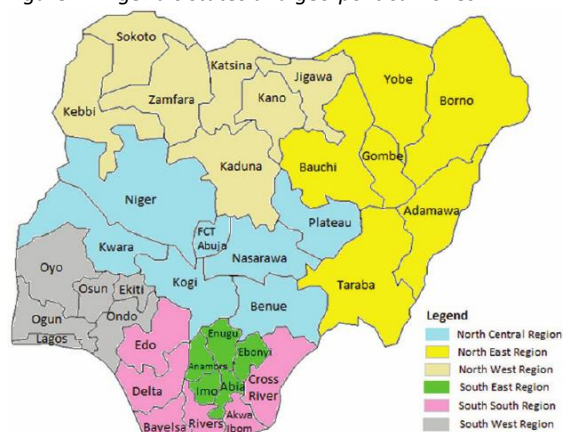 Sokoto
Katsina
Jigawa
Yobe
Borno
Kebbi
Zamfara
Kano
Kaduna
Bauchi
Gombe
Adamawa
Niger
FCT
Abuja
Plateau
Kwara
Nasarawa
Oyo
Kogi
Taraba
Osun
Ekiti
Benue
Ogun
Ondo
Lagos
Edo
Enugu
Ebonyi
Anambra
Imo
Abia
Cross
River
Delta
Bayelsa
Rivers
Akwa
Ibom
Legend
North Central Region
North East Region
North West Region
South East Region
South South Region
South West Region